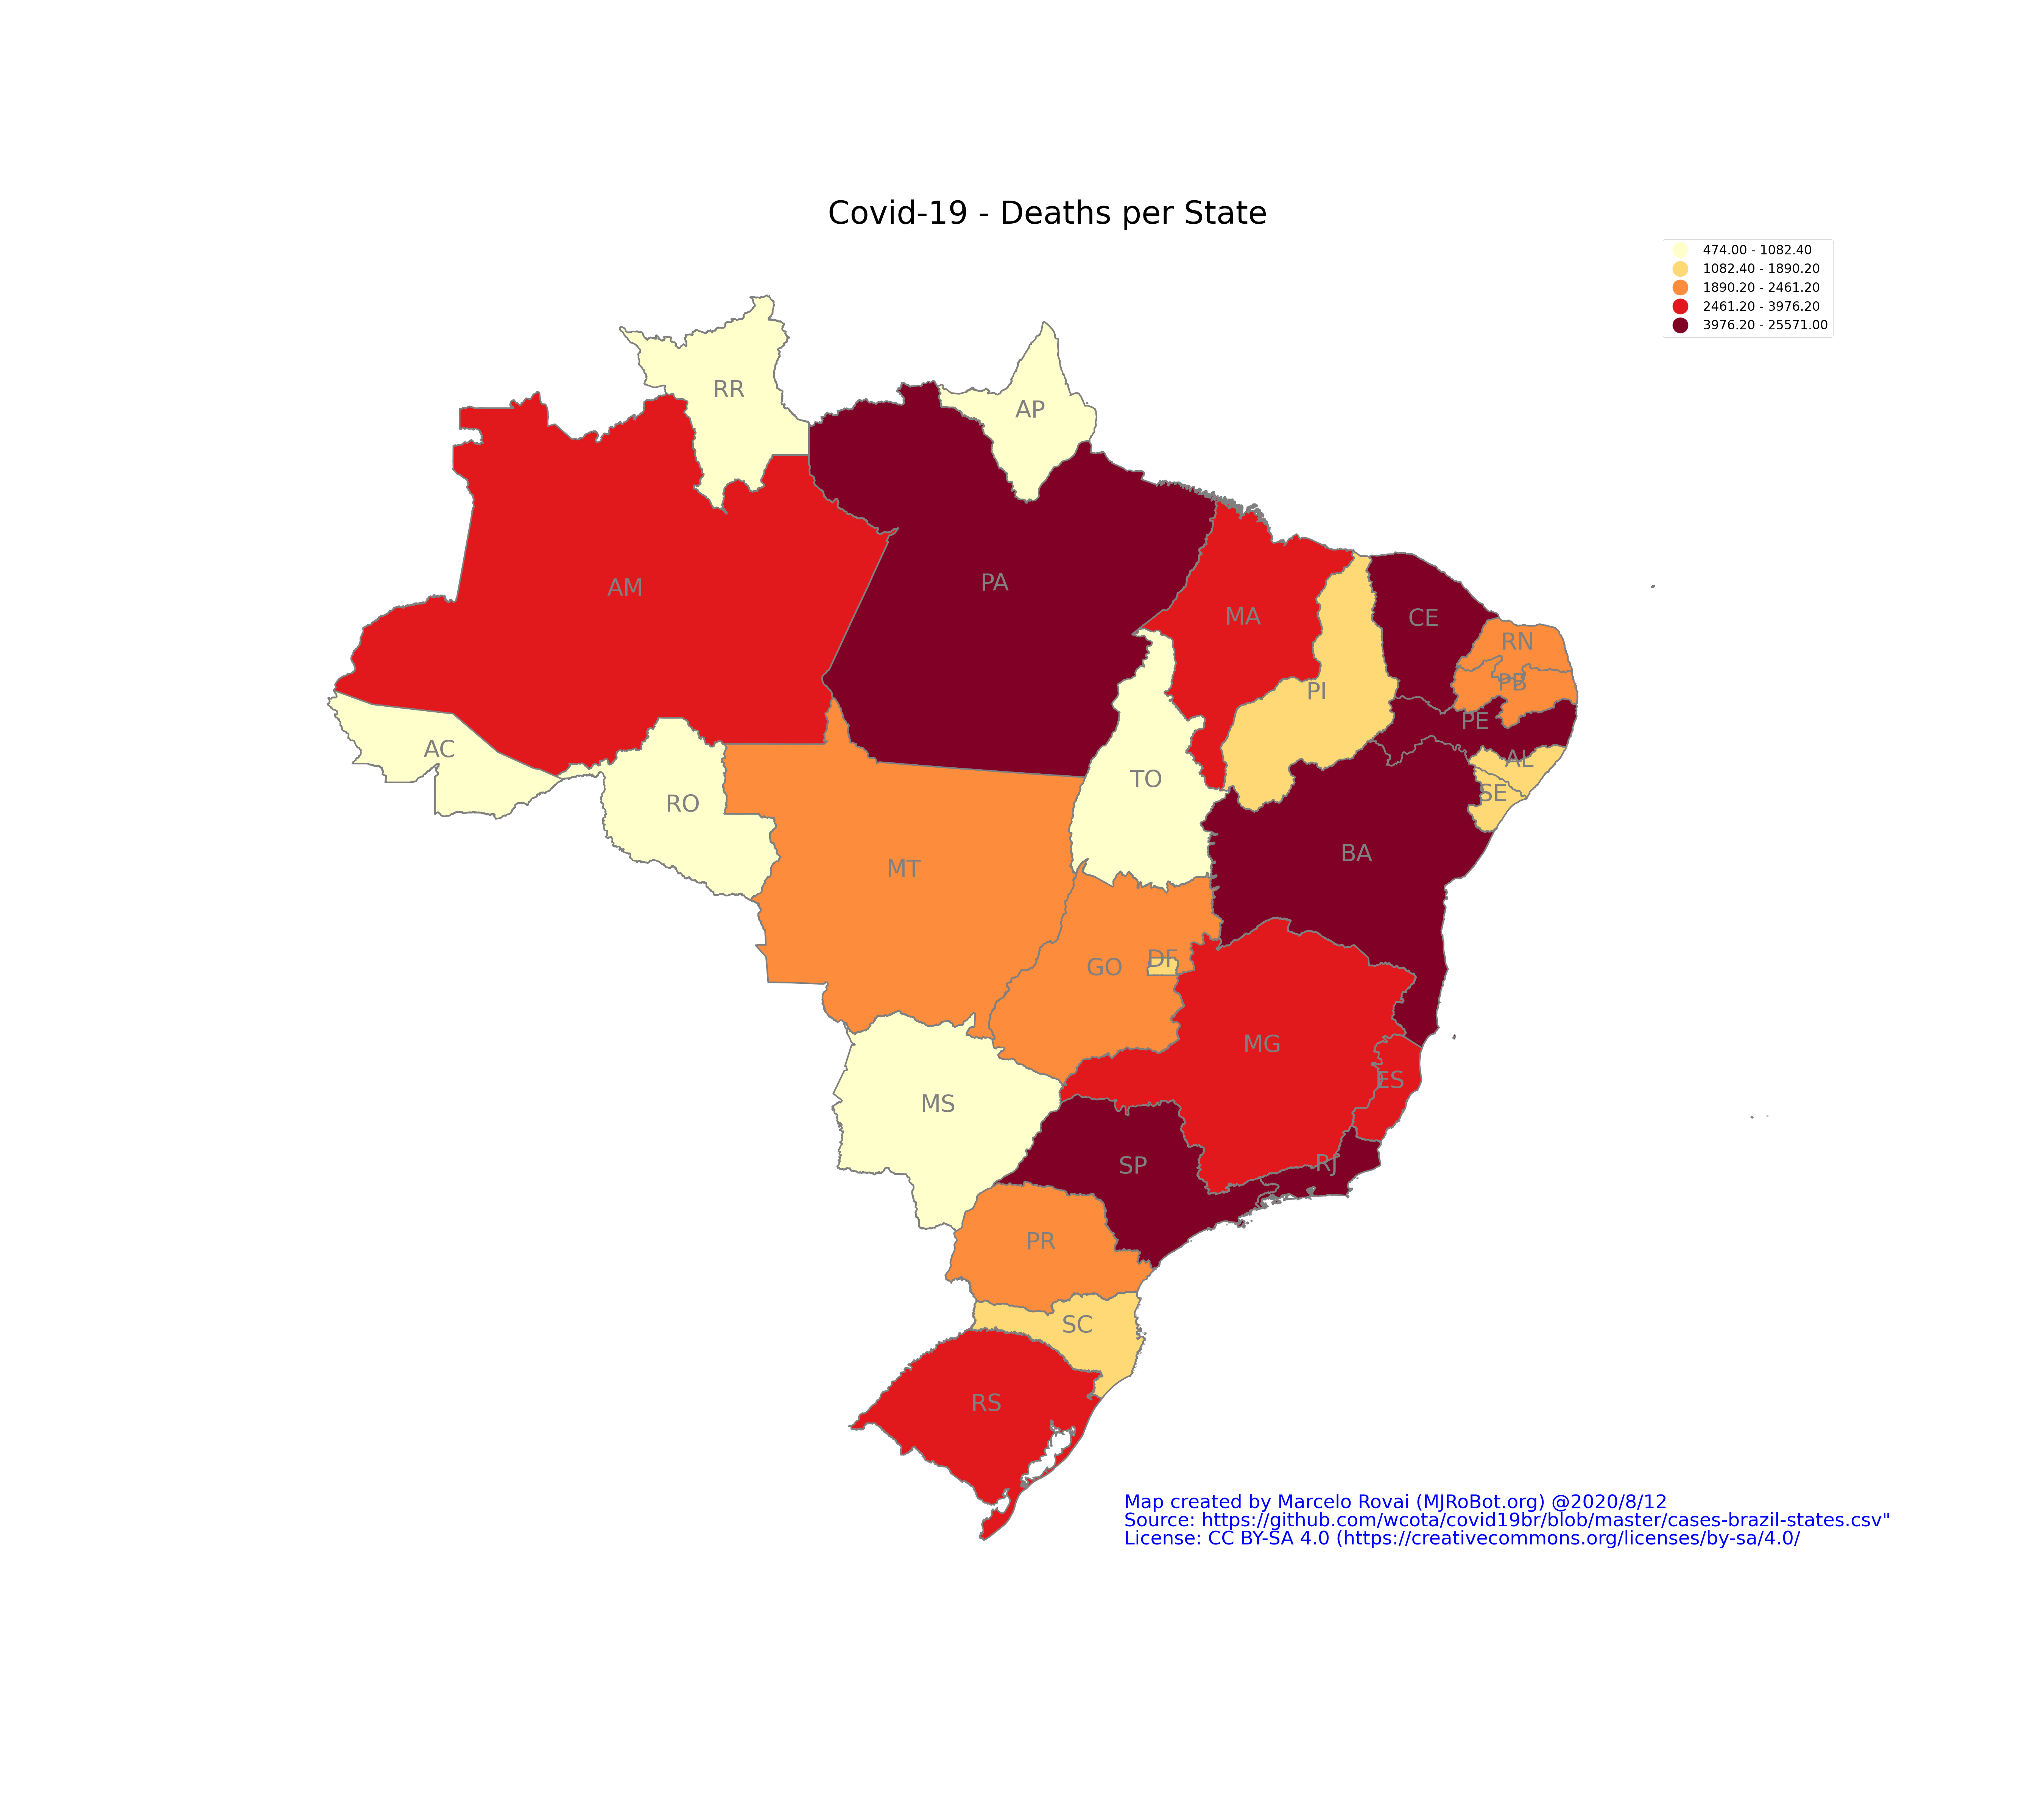 Covid-19 - Deaths per State
474.00 - 1082.40
1082.40 - 1890.20
1890.20 - 2461.20
2461.20 - 3976.20
3976.20 - 25571.00
RR
AP
AM
PA
MA
CE
RN
PB
PI
PE
AC
AL
TO
SE
RO
BA
MT
DF
GO
MG
ES
MS
RJ
SP
PR
SC
RS
Map created by Marcelo Rovai (MJRoBot.org) @2020/8/12
Source: https://github.com/wcota/covid19br/blob/master/cases-brazil-states.csv"
License: CC BY-SA 4.0 (https://creativecommons.org/licenses/by-sa/4.0/